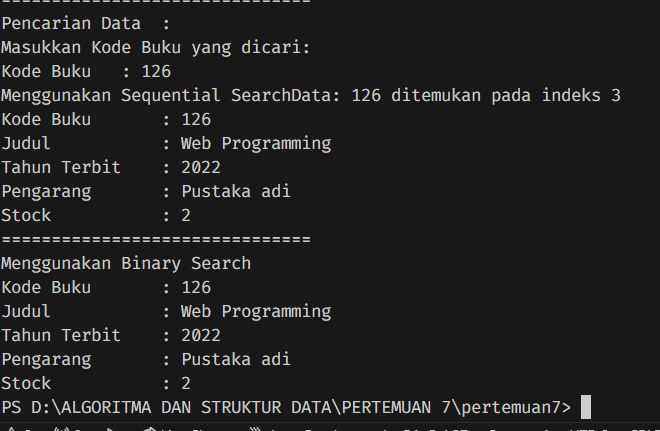 ===============================
Pencarian Data  :
Masukkan Kode Buku yang dicari:
Kode Buku   : 126
Menggunakan Sequential SearchData: 126 ditemukan pada indeks 3
Kode Buku       : 126
Judul           : Web Programming
Tahun Terbit    : 2022
Pengarang       : Pustaka adi
Stock           : 2
===============================
Menggunakan Binary Search
Kode Buku       : 126
Judul           : Web Programming
Tahun Terbit    : 2022
Pengarang       : Pustaka adi
Stock           : 2
PS D:\ALGORITMA DAN STRUKTUR DATA\PERTEMUAN 7\pertemuan7>